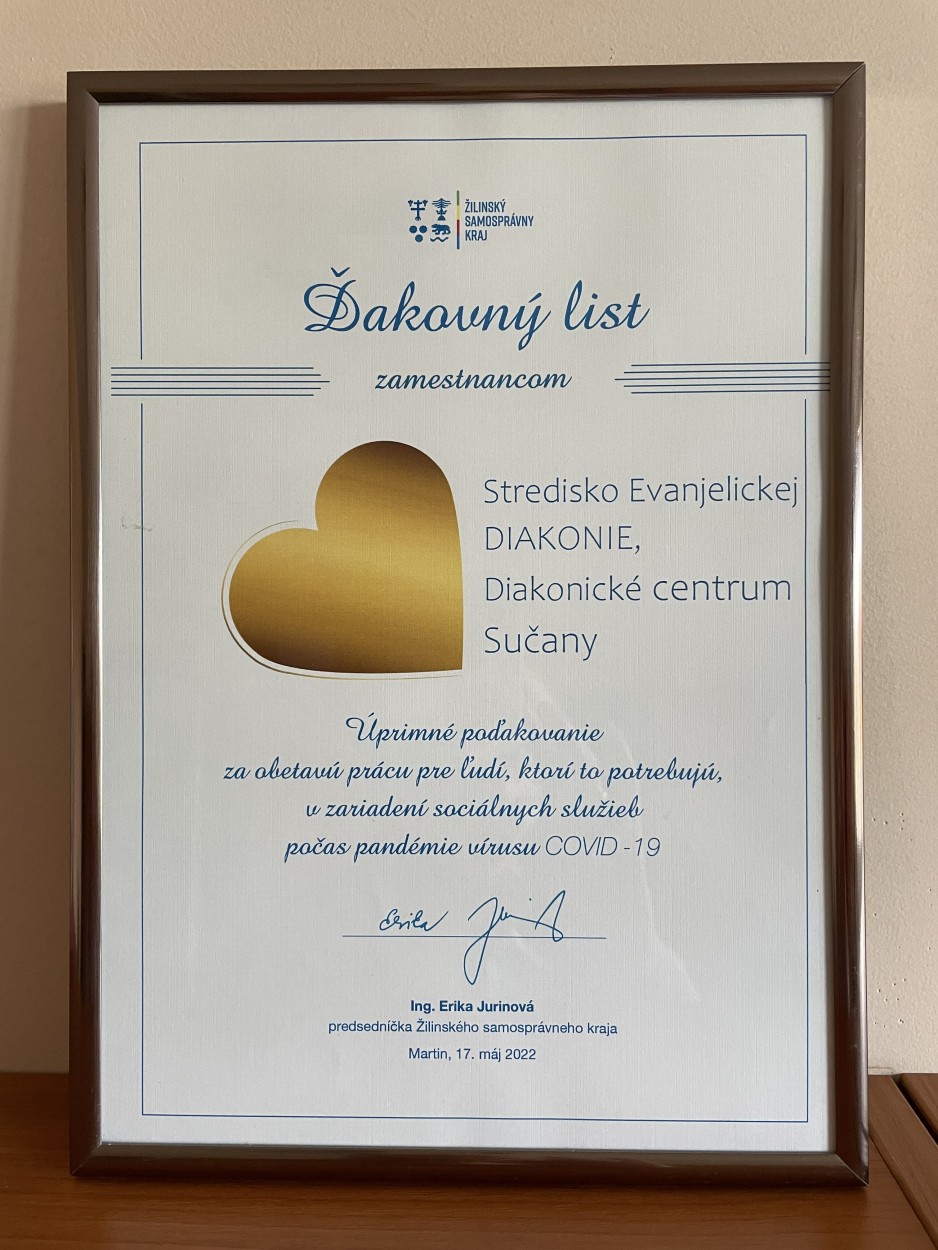 ŽILINSKÝ
SAMOSPRÁVNY
KRAJ
Ďakovný list
zamestnancom
Stredisko Evanjelickej
DIAKONIE,
Diakonické centrum
Sučany
Úprimné poďakovanie
za obetavú prácu pre ľudí, ktorí to potrebujú,
v zariadení sociálnych služieb
počas pandémie vírusu COVID -19
Ing. Erika Jurinová
predsedníčka Žilinského samosprávneho kraja
Martin, 17. máj 2022